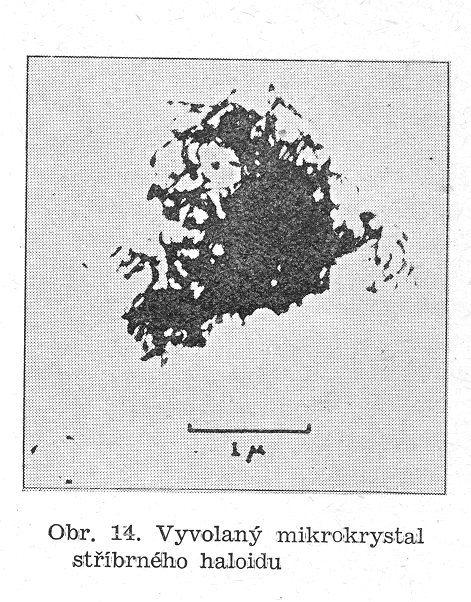 1 μ
Obr. 14. Vyvolaný mikrokrystal
stříbrného haloidu